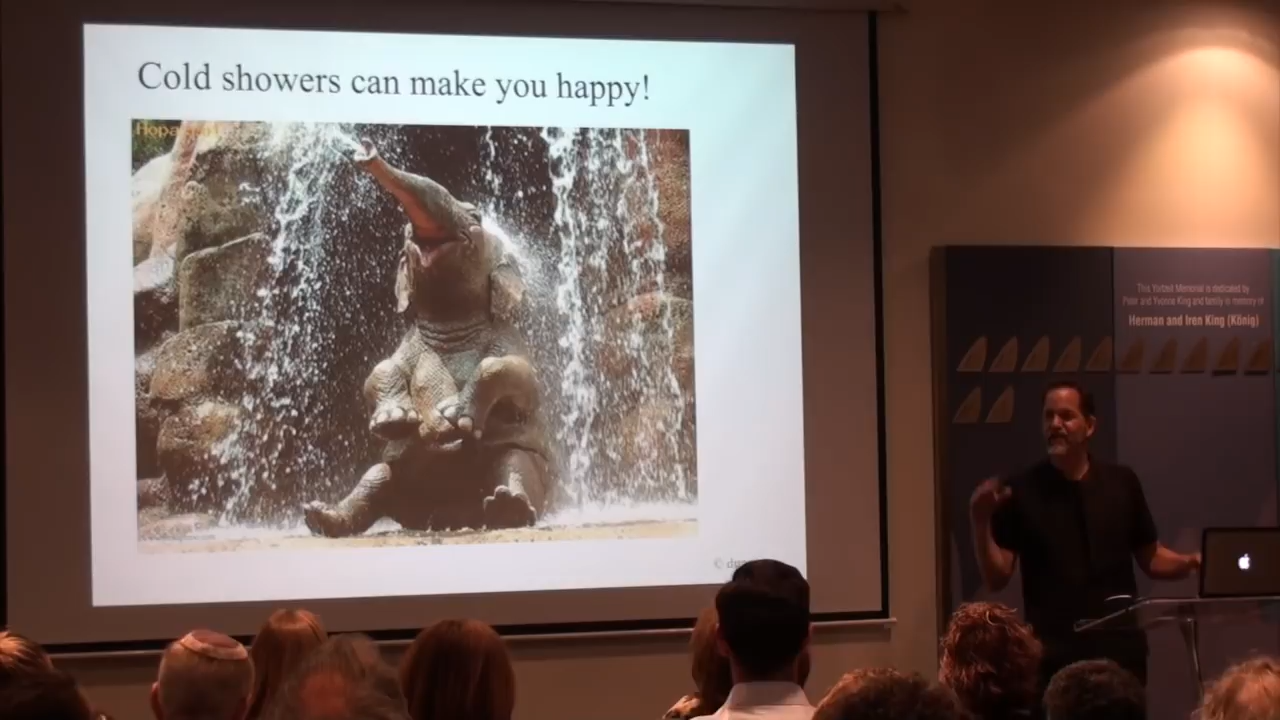 Cold showers can make you happy!
This Yortzeit Memorial is dedicated by
Peter and Yvonne King and family in memory of
Herman and Iren King (König)
©